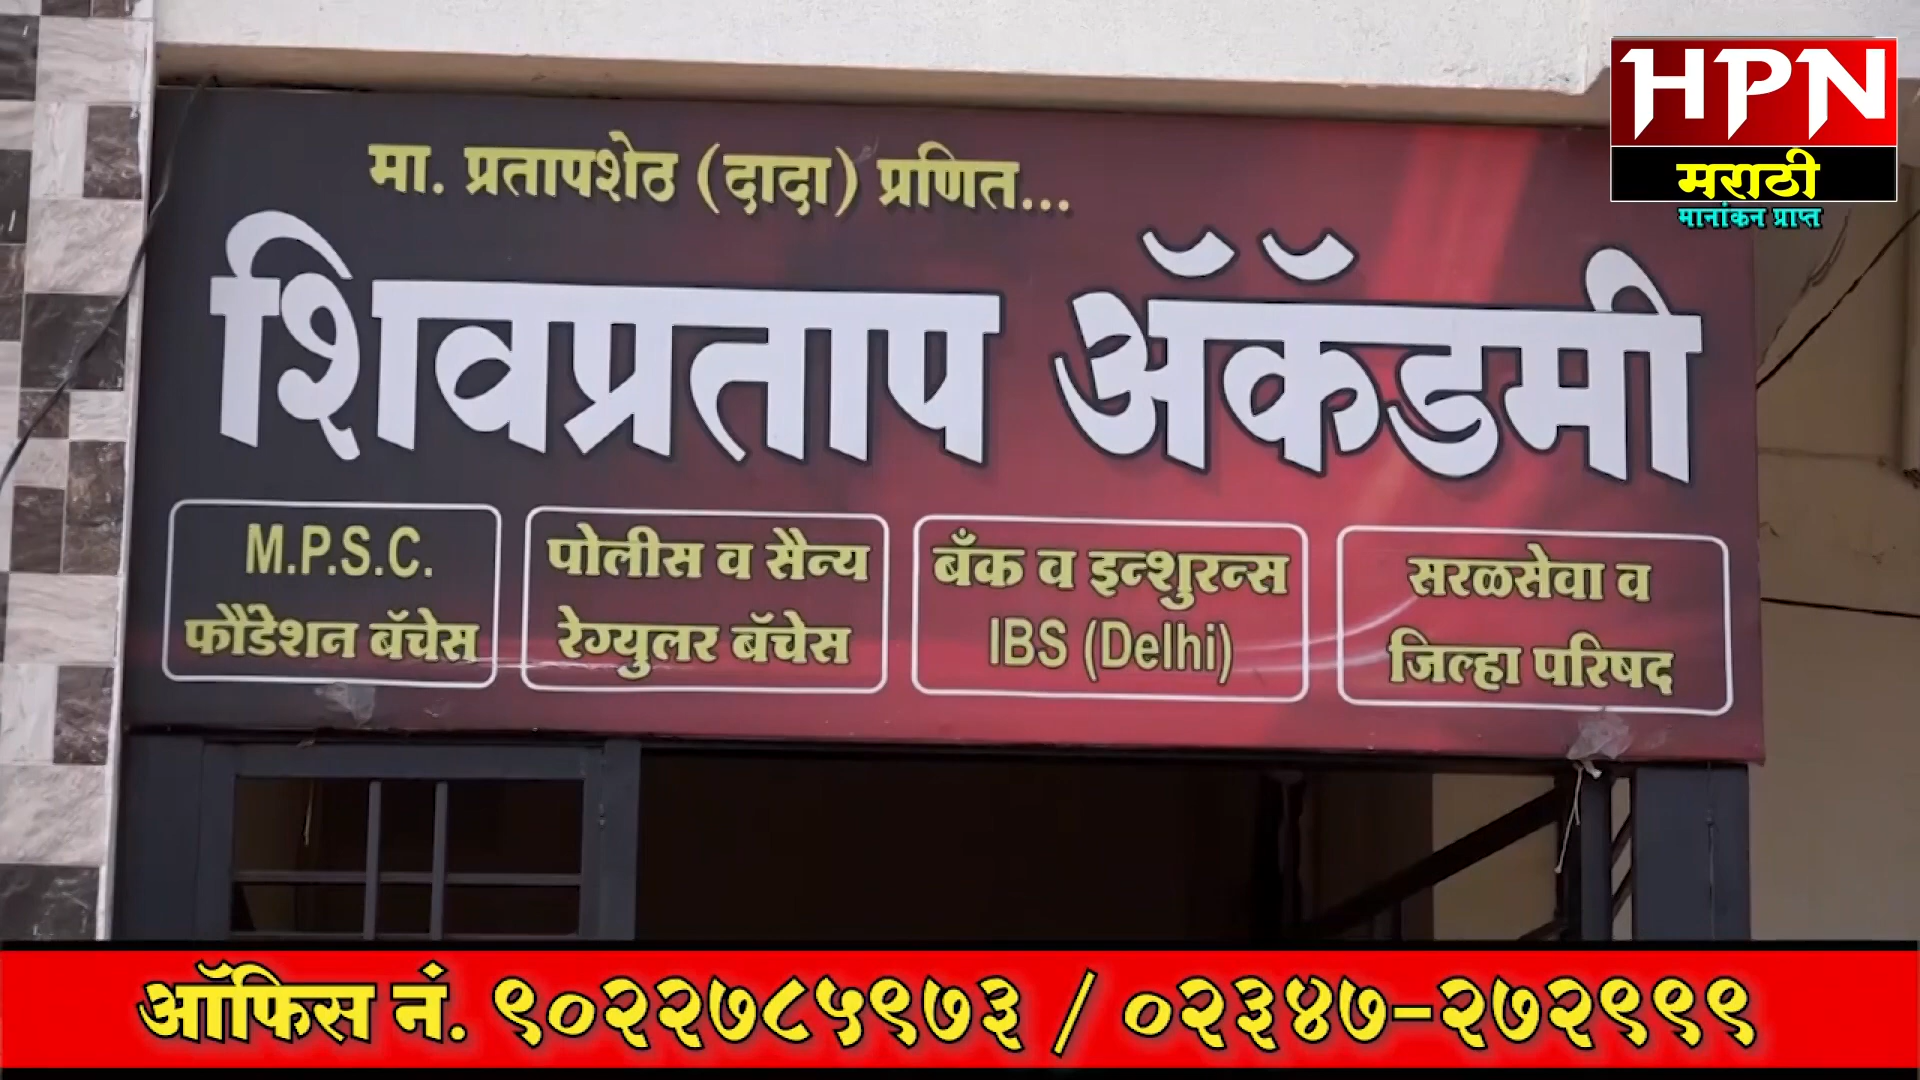 HPN
मराठी
मानांकन प्राप्त
मा. प्रतापशेठ (दादा) प्रणित...
शिवप्रताप ॲकॅडमी
M.P.S.C.
फौंडेशन बॅचेस
पोलीस व सैन्य
रेग्युलर बॅचेस
बँक व इन्शुरन्स
IBS (Delhi)
सरळसेवा व
जिल्हा परिषद
ऑफिस नं. ९०२२७८५९७३ / ०२३४७-२७२९९९